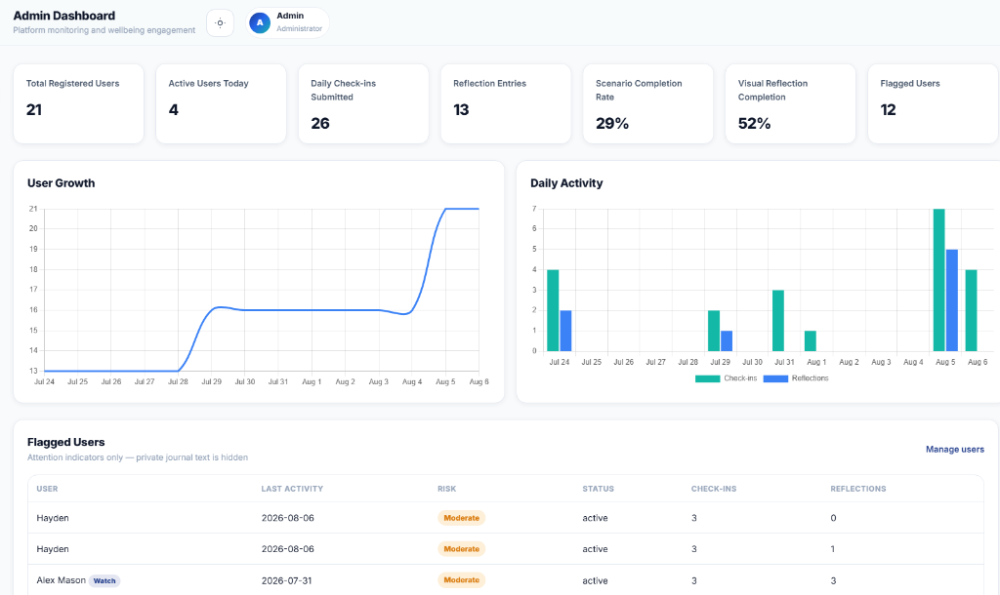 Admin Dashboard
Platform monitoring and wellbeing engagement
A
Admin
Administrator
Total Registered Users
21
Active Users Today
4
Daily Check-ins
Submitted
26
Reflection Entries
13
Scenario Completion
Rate
29%
Visual Reflection
Completion
52%
Flagged Users
12
User Growth
21
20
19
18
17
16
15
14
13
Jul 24 Jul 25 Jul 26 Jul 27 Jul 28 Jul 29 Jul 30 Jul 31 Aug 1 Aug 2 Aug 3 Aug 4 Aug 5 Aug 6
Daily Activity
7
6
5
4
3
2
1
0
Jul 24 Jul 25 Jul 26 Jul 27 Jul 28 Jul 29 Jul 30 Jul 31 Aug 1 Aug 2 Aug 3 Aug 4 Aug 5 Aug 6
Check-ins Reflections
Flagged Users
Attention indicators only — private journal text is hidden
Manage users
USER LAST ACTIVITY RISK STATUS CHECK-INS REFLECTIONS
Hayden 2026-08-06 Moderate active 3 0
Hayden 2026-08-06 Moderate active 3 1
Alex Mason Watch 2026-07-31 Moderate active 3 3